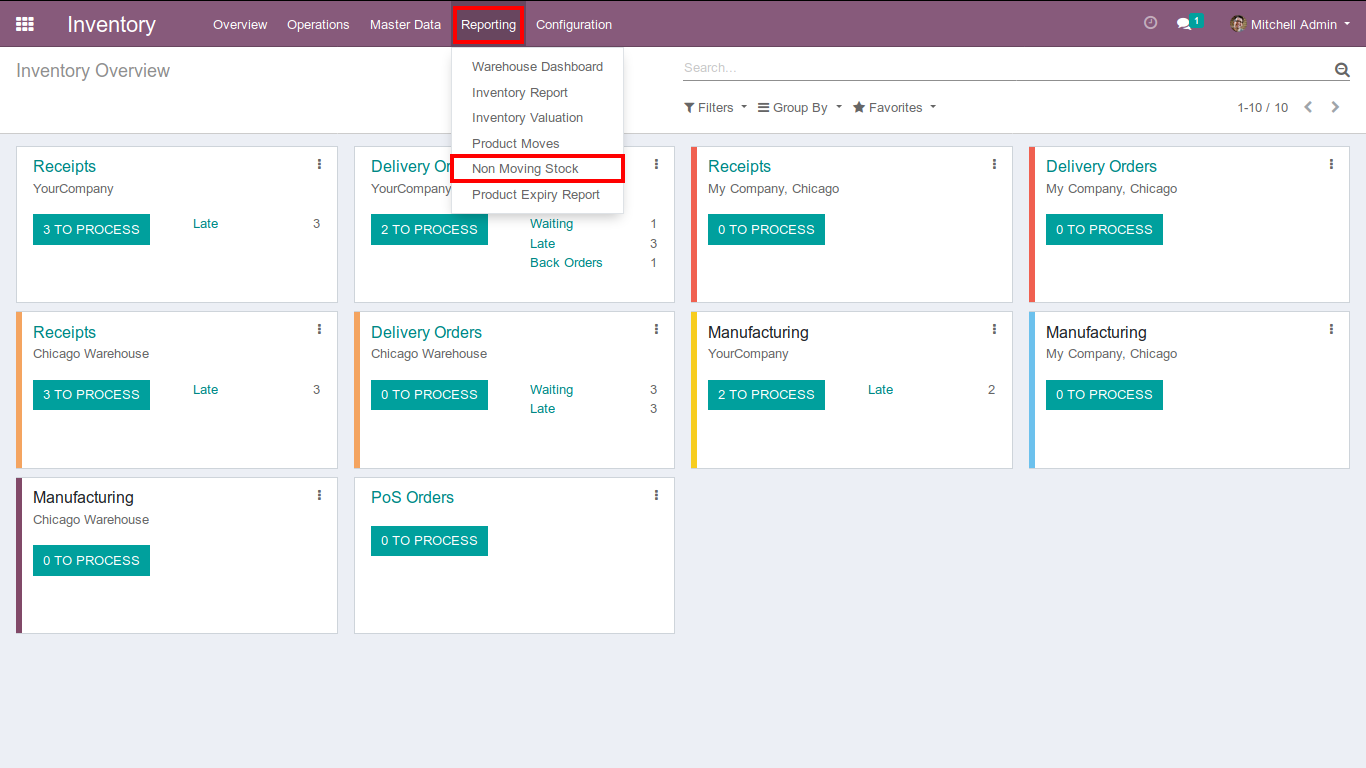 Inventory Overview Operations Master Data Reporting Configuration 1 Mitchell Admin
Inventory Overview
Search...
Filters Group By Favorites 1-10 / 10
Warehouse Dashboard
Inventory Report
Inventory Valuation
Product Moves
Non Moving Stock
Product Expiry Report
Receipts
YourCompany
3 TO PROCESS Late 3
Delivery Or
YourCompany
2 TO PROCESS Waiting 1
Late 3
Back Orders 1
Receipts
My Company, Chicago
0 TO PROCESS
Delivery Orders
My Company, Chicago
0 TO PROCESS
Receipts
Chicago Warehouse
3 TO PROCESS Late 3
Delivery Orders
Chicago Warehouse
0 TO PROCESS Waiting 3
Late 3
Manufacturing
YourCompany
2 TO PROCESS Late 2
Manufacturing
My Company, Chicago
0 TO PROCESS
Manufacturing
Chicago Warehouse
0 TO PROCESS
PoS Orders
0 TO PROCESS